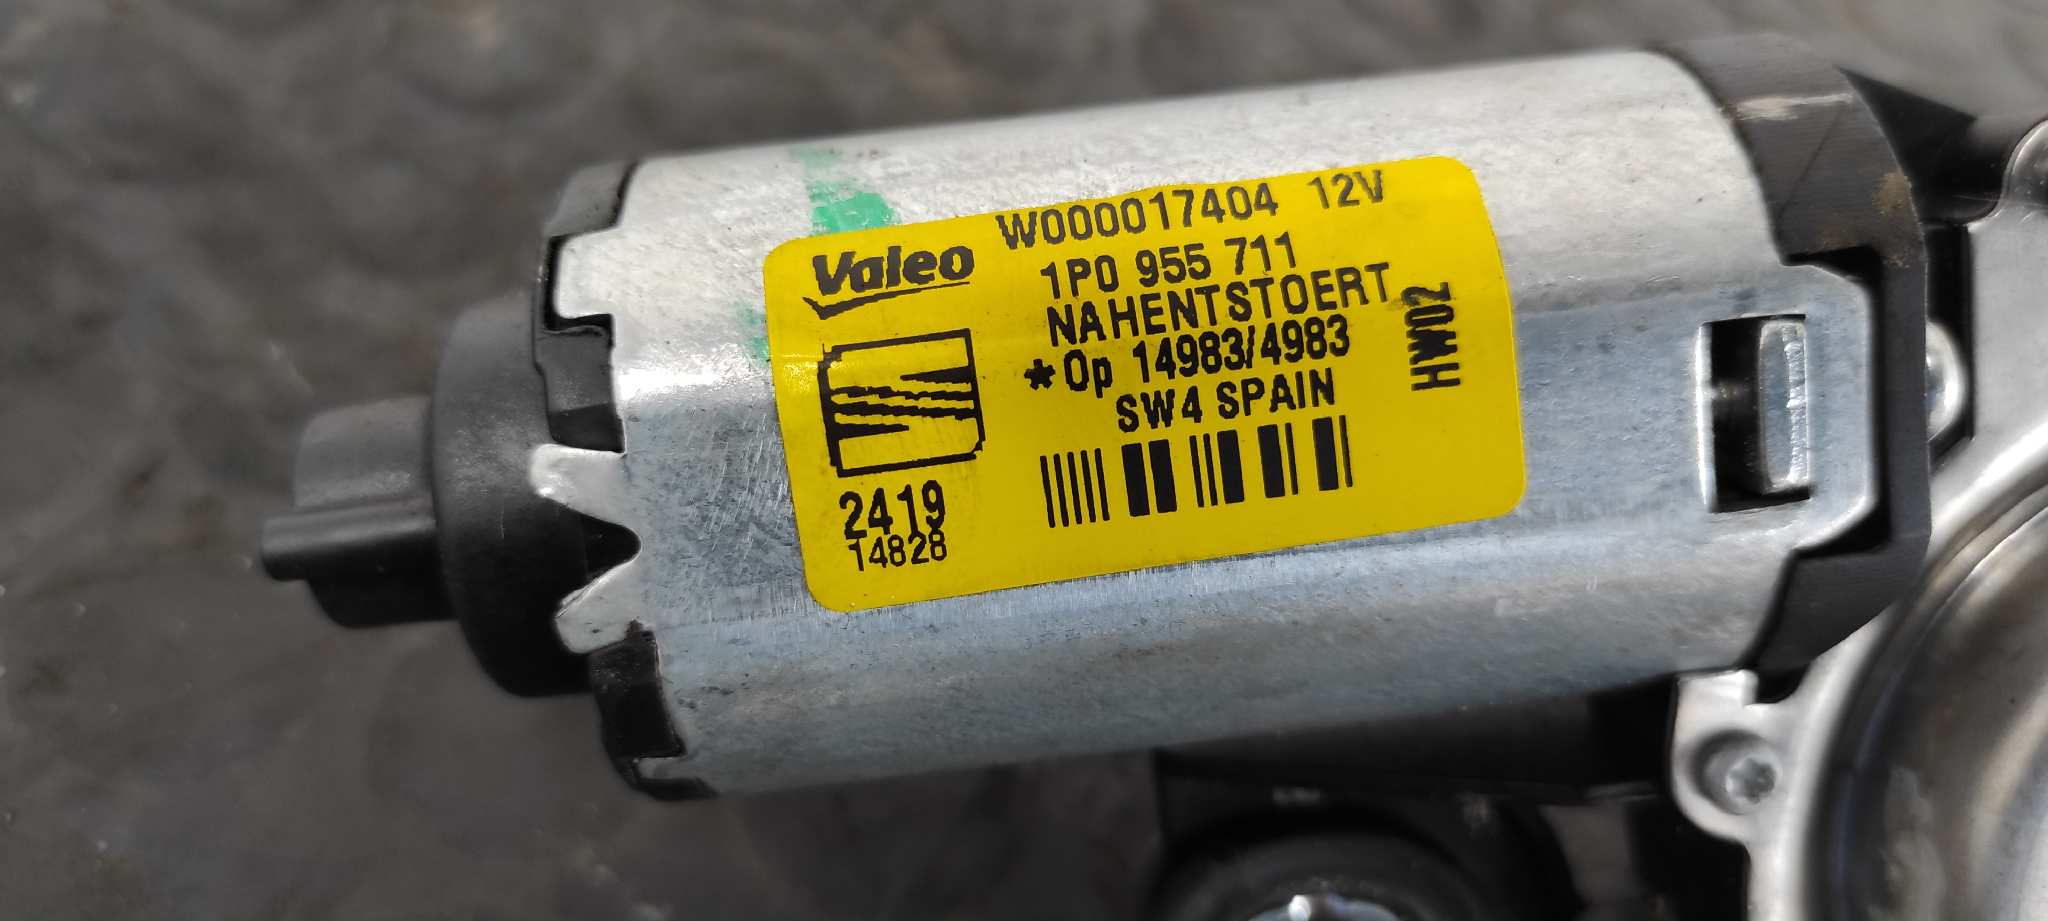 Valeo W000017404 12V
1P0 955 711
NAHENTSTOERT
*Op 14983/4983
SW4 SPAIN
HW02
2419
14828